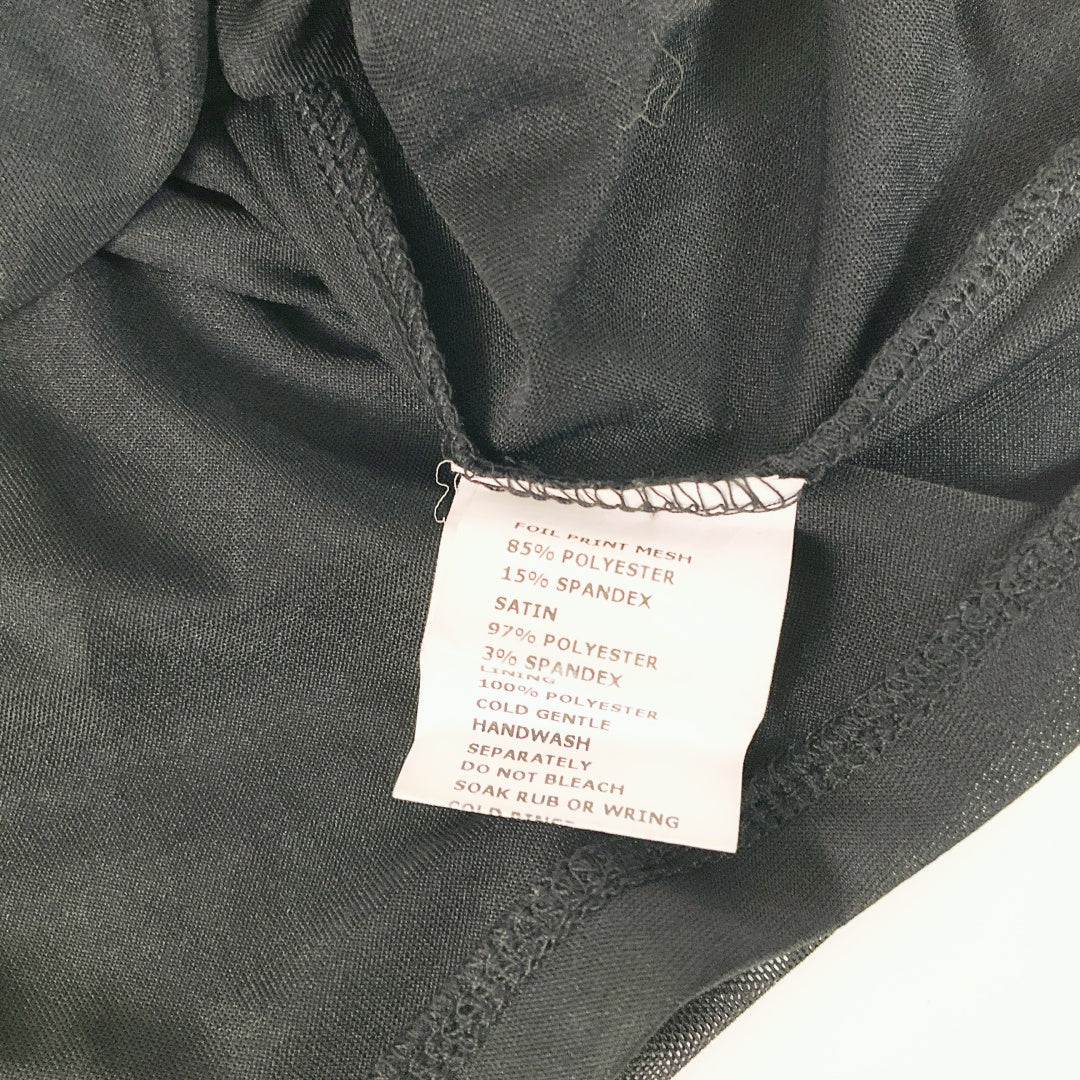 FOIL PRINT MESH
85% POLYESTER
15% SPANDEX
SATIN
97% POLYESTER
3% SPANDEX
LINING
100% POLYESTER
COLD GENTLE
HANDWASH
SEPARATELY
DO NOT BLEACH
SOAK RUB OR WRING
COLD